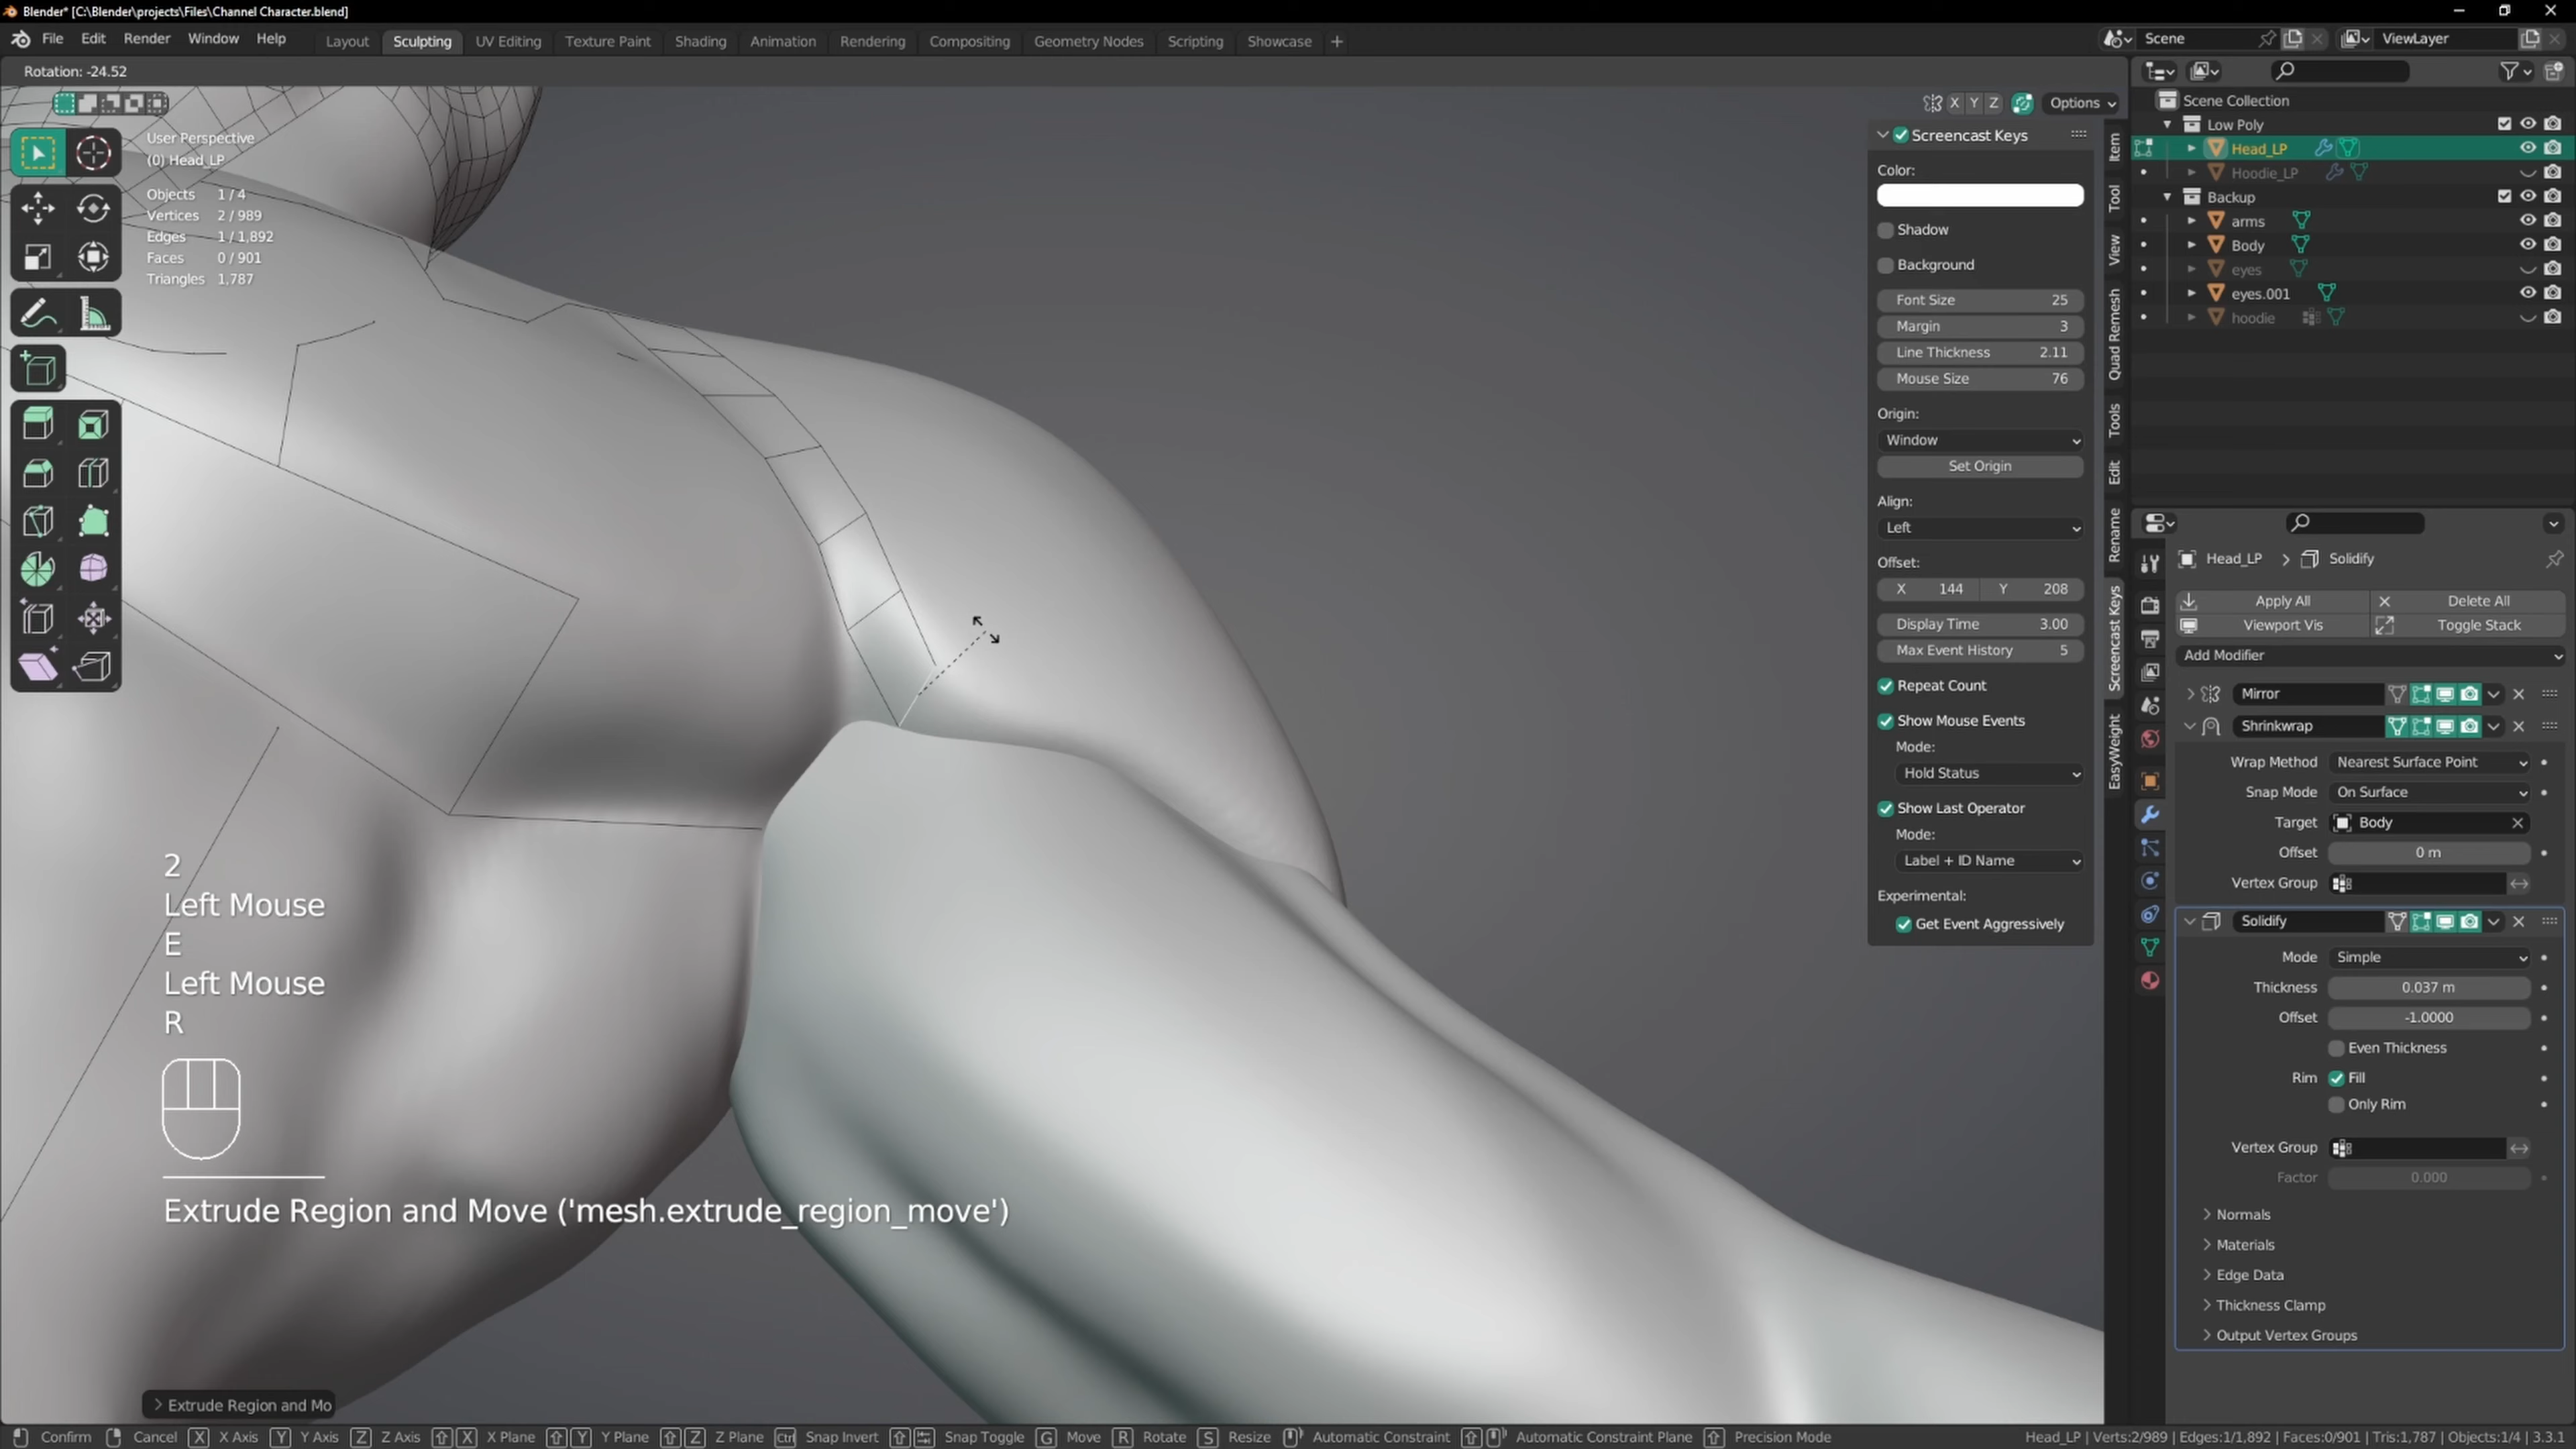 Blender* [C:\Blender\projects\Files\Channel Character.blend]
File Edit Render Window Help Layout Sculpting UV Editing Texture Paint Shading Animation Rendering Compositing Geometry Nodes Scripting Showcase + Scene ViewLayer
Rotation: -24.52
X Y Z Options
User Perspective
(0) Head_LP
Objects 1 / 4
Vertices 2 / 989
Edges 1 / 1,892
Faces 0 / 901
Triangles 1,787
2
Left Mouse
E
Left Mouse
R
Extrude Region and Move ('mesh.extrude_region_move')
Extrude Region and Mo
Screencast Keys
Color:
Shadow
Background
Font Size 25
Margin 3
Line Thickness 2.11
Mouse Size 76
Origin:
Window
Set Origin
Align:
Left
Offset:
X 144 Y 208
Display Time 3.00
Max Event History 5
Repeat Count
Show Mouse Events
Mode:
Hold Status
Show Last Operator
Mode:
Label + ID Name
Experimental:
Get Event Aggressively
Item
Tool
View
Quad Remesh
Tools
Edit
Rename
Screencast Keys
EasyWeight
Scene Collection
Low Poly
Head_LP
Hoodie_LP
Backup
arms
Body
eyes
eyes.001
hoodie
Head_LP > Solidify
Apply All Delete All
Viewport Vis Toggle Stack
Add Modifier
Mirror
Shrinkwrap
Wrap Method Nearest Surface Point
Snap Mode On Surface
Target Body
Offset 0 m
Vertex Group
Solidify
Mode Simple
Thickness 0.037 m
Offset -1.0000
Even Thickness
Rim Fill
Only Rim
Vertex Group
Factor 0.000
Normals
Materials
Edge Data
Thickness Clamp
Output Vertex Groups
Confirm Cancel X X Axis Y Y Axis Z Z Axis X X Plane Y Y Plane Z Z Plane Ctrl Snap Invert Snap Toggle G Move R Rotate S Resize Automatic Constraint Automatic Constraint Plane Precision Mode Head_LP | Verts:2/989 | Edges:1/1,892 | Faces:0/901 | Tris:1,787 | Objects:1/4 | 3.3.1